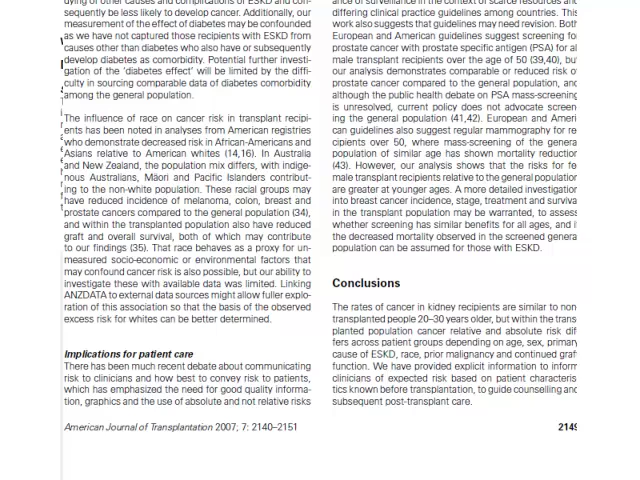 dying of other causes and complications of ESKD and con-
sequently be less likely to develop cancer. Additionally, our
measurement of the effect of diabetes may be confounded
as we have not captured those recipients with ESKD from
causes other than diabetes who also have or subsequently
develop diabetes as comorbidity. Potential further investi-
gation of the ‘diabetes effect’ will be limited by the diffi-
culty in sourcing comparable data of diabetes comorbidity
among the general population.
The influence of race on cancer risk in transplant recipi-
ents has been noted in analyses from American registries
who demonstrate decreased risk in African-Americans and
Asians relative to American whites (14,16). In Australia
and New Zealand, the population mix differs, with indige-
nous Australians, Māori and Pacific Islanders contribut-
ing to the non-white population. These racial groups may
have reduced incidence of melanoma, colon, breast and
prostate cancers compared to the general population (34),
and within the transplanted population also have reduced
graft and overall survival, both of which may contribute
to our findings (35). That race behaves as a proxy for un-
measured socio-economic or environmental factors that
may confound cancer risk is also possible, but our ability to
investigate these with available data was limited. Linking
ANZDATA to external data sources might allow fuller explo-
ration of this association so that the basis of the observed
excess risk for whites can be better determined.
Implications for patient care
There has been much recent debate about communicating
risk to clinicians and how best to convey risk to patients,
which has emphasized the need for good quality informa-
tion, graphics and the use of absolute and not relative risks
ance of surveillance in the context of scarce resources and
differing clinical practice guidelines among countries. This
work also suggests that guidelines may need revision. Both
European and American guidelines suggest screening fo
prostate cancer with prostate specific antigen (PSA) for al
male transplant recipients over the age of 50 (39,40), bu
our analysis demonstrates comparable or reduced risk o
prostate cancer compared to the general population, and
although the public health debate on PSA mass-screening
is unresolved, current policy does not advocate screen
ing the general population (41,42). European and Ameri
can guidelines also suggest regular mammography for re
cipients over 50, where mass-screening of the genera
population of similar age has shown mortality reduction
(43). However, our analysis shows that the risks for fe
male transplant recipients relative to the general population
are greater at younger ages. A more detailed investigation
into breast cancer incidence, stage, treatment and surviva
in the transplant population may be warranted, to assess
whether screening has similar benefits for all ages, and i
the decreased mortality observed in the screened genera
population can be assumed for those with ESKD.
Conclusions
The rates of cancer in kidney recipients are similar to non
transplanted people 20–30 years older, but within the trans
planted population cancer relative and absolute risk dif
fers across patient groups depending on age, sex, primary
cause of ESKD, race, prior malignancy and continued graf
function. We have provided explicit information to inform
clinicians of expected risk based on patient characteris
tics known before transplantation, to guide counselling and
subsequent post-transplant care.
American Journal of Transplantation 2007; 7: 2140–2151
2149